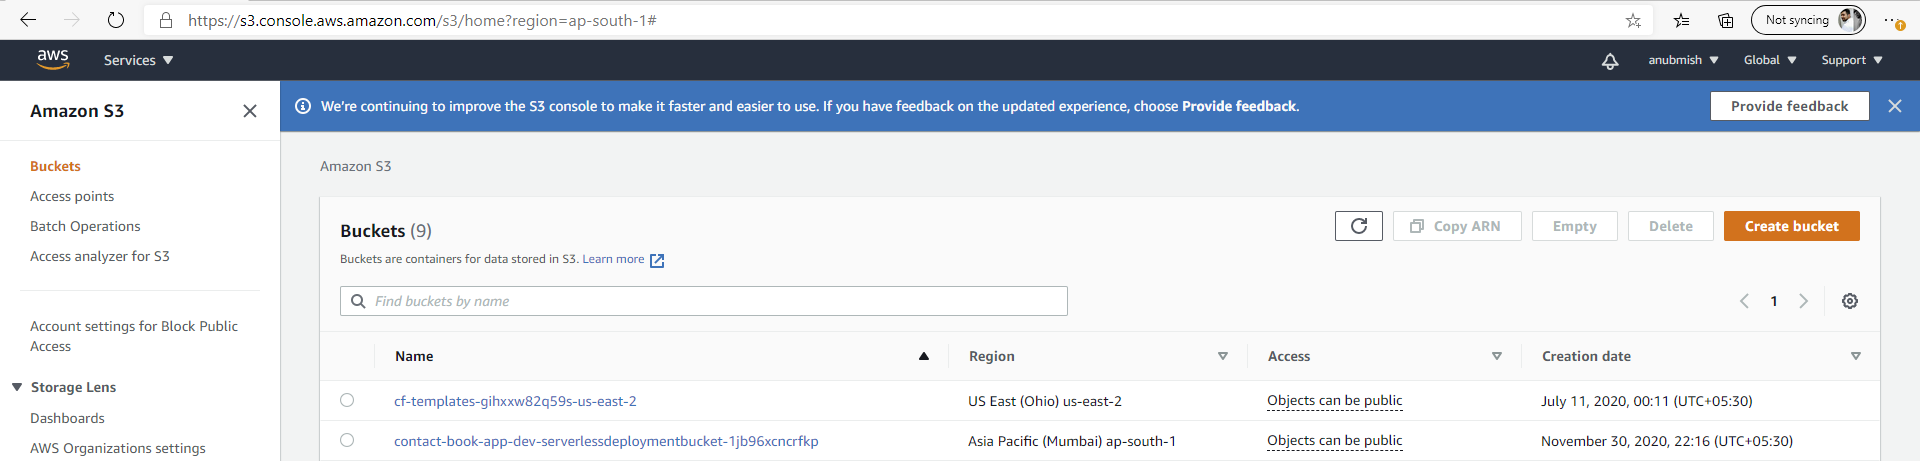 https://s3.console.aws.amazon.com/s3/home?region=ap-south-1#
Not syncing
aws
Services
anubmish
Global
Support
Amazon S3
We're continuing to improve the S3 console to make it faster and easier to use. If you have feedback on the updated experience, choose Provide feedback.
Provide feedback
Buckets
Access points
Batch Operations
Access analyzer for S3
Account settings for Block Public
Access
Storage Lens
Dashboards
AWS Organizations settings
Amazon S3
Buckets (9)
Copy ARN
Empty
Delete
Create bucket
Buckets are containers for data stored in S3. Learn more
Find buckets by name
1
Name Region Access Creation date
cf-templates-gihxxw82q59s-us-east-2 US East (Ohio) us-east-2 Objects can be public July 11, 2020, 00:11 (UTC+05:30)
contact-book-app-dev-serverlessdeploymentbucket-1jb96xcncrfkp Asia Pacific (Mumbai) ap-south-1 Objects can be public November 30, 2020, 22:16 (UTC+05:30)